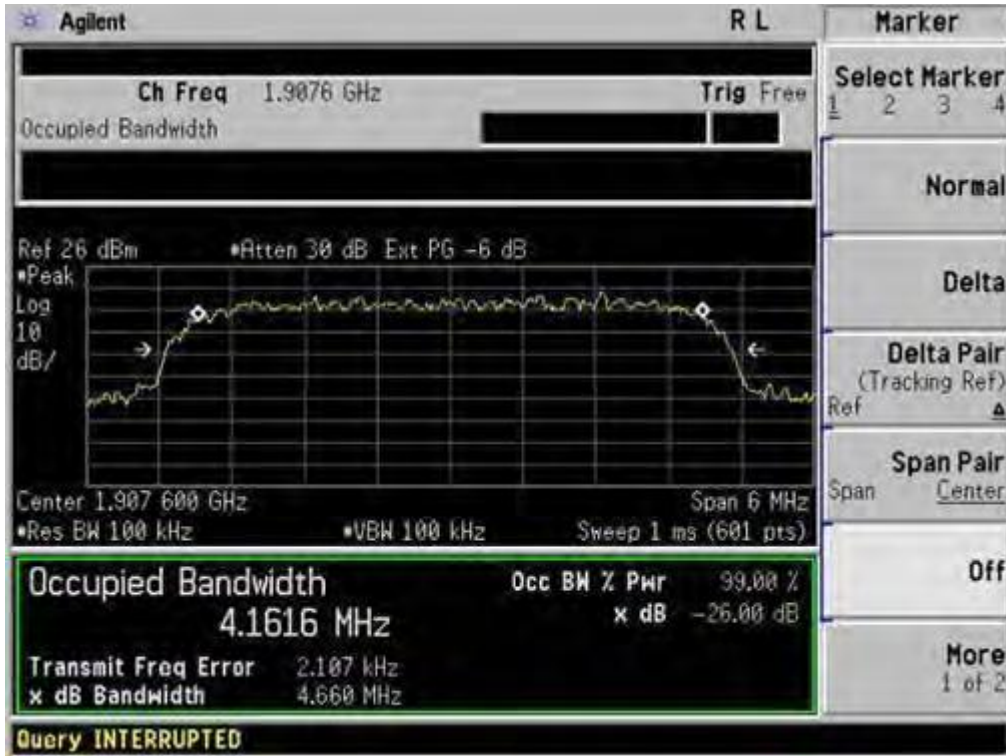 Agilent R L Marker
Select Marker
1 2 3 4
Ch Freq 1.9076 GHz Trig Free
Occupied Bandwidth
Normal
Ref 26 dBm •Atten 30 dB Ext PG -6 dB
•Peak
Log
10
dB/
Delta
Delta Pair
(Tracking Ref)
Ref Δ
Span Pair
Span Center
Center 1.907 600 GHz Span 6 MHz
•Res BW 100 kHz •VBW 100 kHz Sweep 1 ms (601 pts)
Off
Occupied Bandwidth Occ BW % Pwr 99.00 %
4.1616 MHz x dB -26.00 dB
Transmit Freq Error 2.107 kHz
x dB Bandwidth 4.660 MHz
More
1 of 2
Query INTERRUPTED